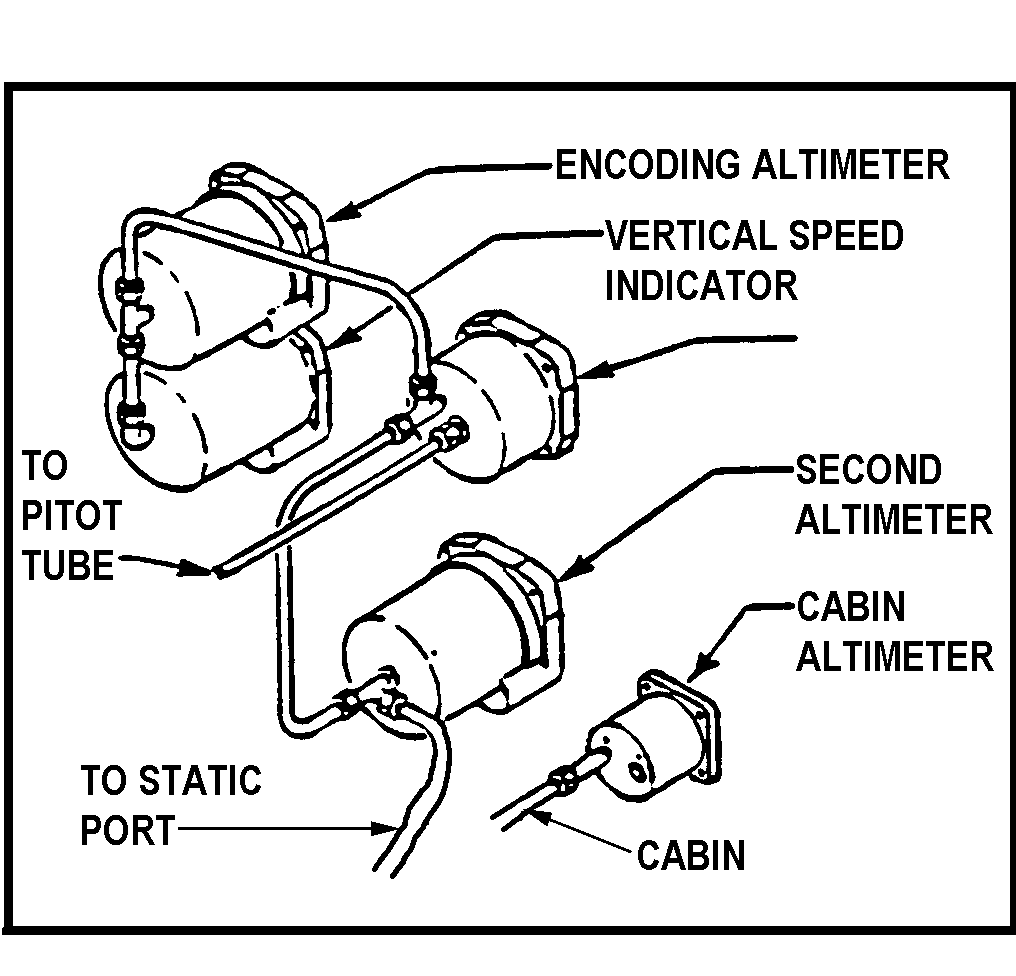 ENCODING ALTIMETER
VERTICAL SPEED
INDICATOR
TO
PITOT
TUBE
SECOND
ALTIMETER
CABIN
ALTIMETER
TO STATIC
PORT
CABIN